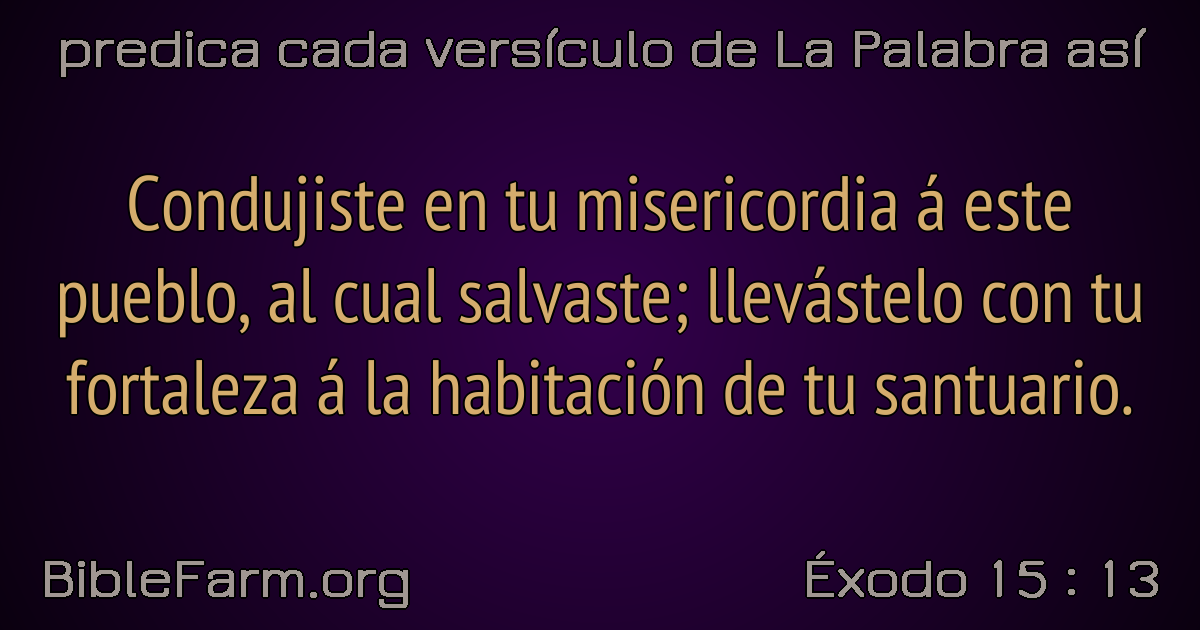 predica cada versículo de La Palabra así
Condujiste en tu misericordia á este
pueblo, al cual salvaste; llevástelo con tu
fortaleza á la habitación de tu santuario.
BibleFarm.org
Éxodo 15 : 13